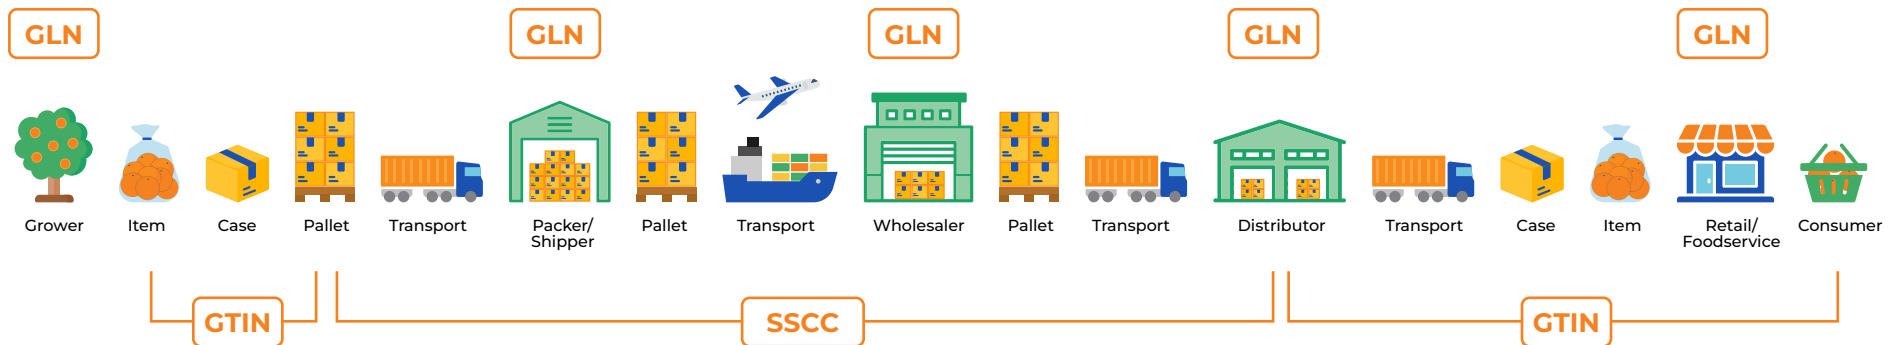 GLN
GLN
GLN
GLN
GLN
Grower
Item
Case
Pallet
Transport
Packer/
Shipper
Pallet
Transport
Wholesaler
Pallet
Transport
Distributor
Transport
Case
Item
Retail/
Foodservice
Consumer
GTIN
SSCC
GTIN